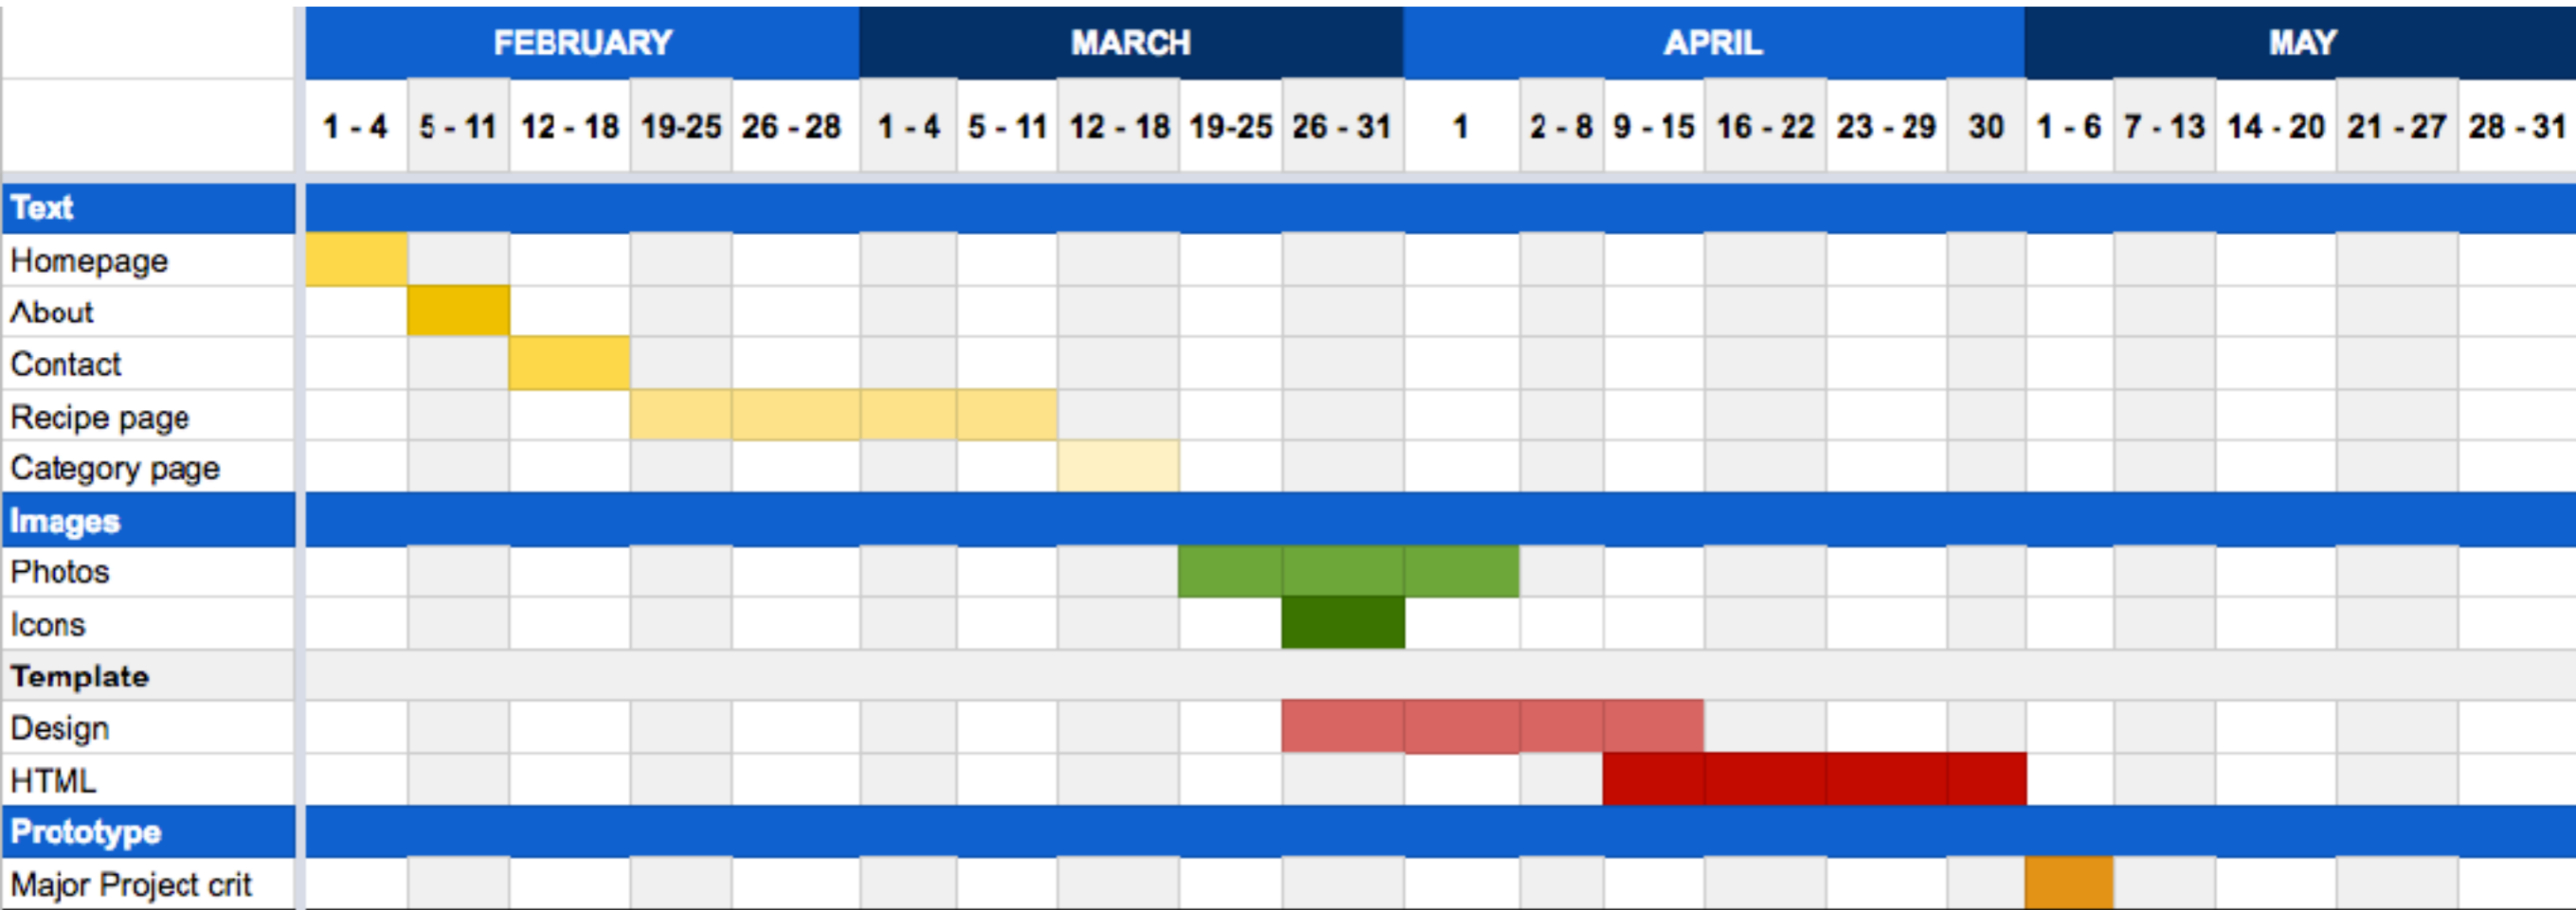 FEBRUARY MARCH APRIL MAY
1 - 4 5 - 11 12 - 18 19-25 26 - 28 1 - 4 5 - 11 12 - 18 19-25 26 - 31 1 2 - 8 9 - 15 16 - 22 23 - 29 30 1 - 6 7 - 13 14 - 20 21 - 27 28 - 31
Text
Homepage
About
Contact
Recipe page
Category page
Images
Photos
Icons
Template
Design
HTML
Prototype
Major Project crit